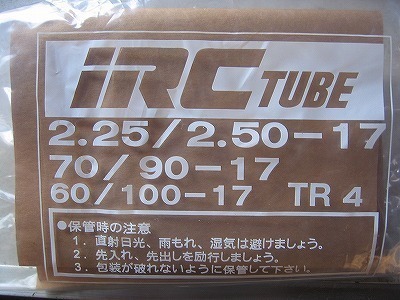 iRC TUBE
2.25/2.50-17
70/90-17
60/100-17 TR 4
●保管時の注意
1. 直射日光、雨もれ、湿気は避けましょう。
2. 先入れ、先出しを励行しましょう。
3. 包装が破れないように保管して下さい。